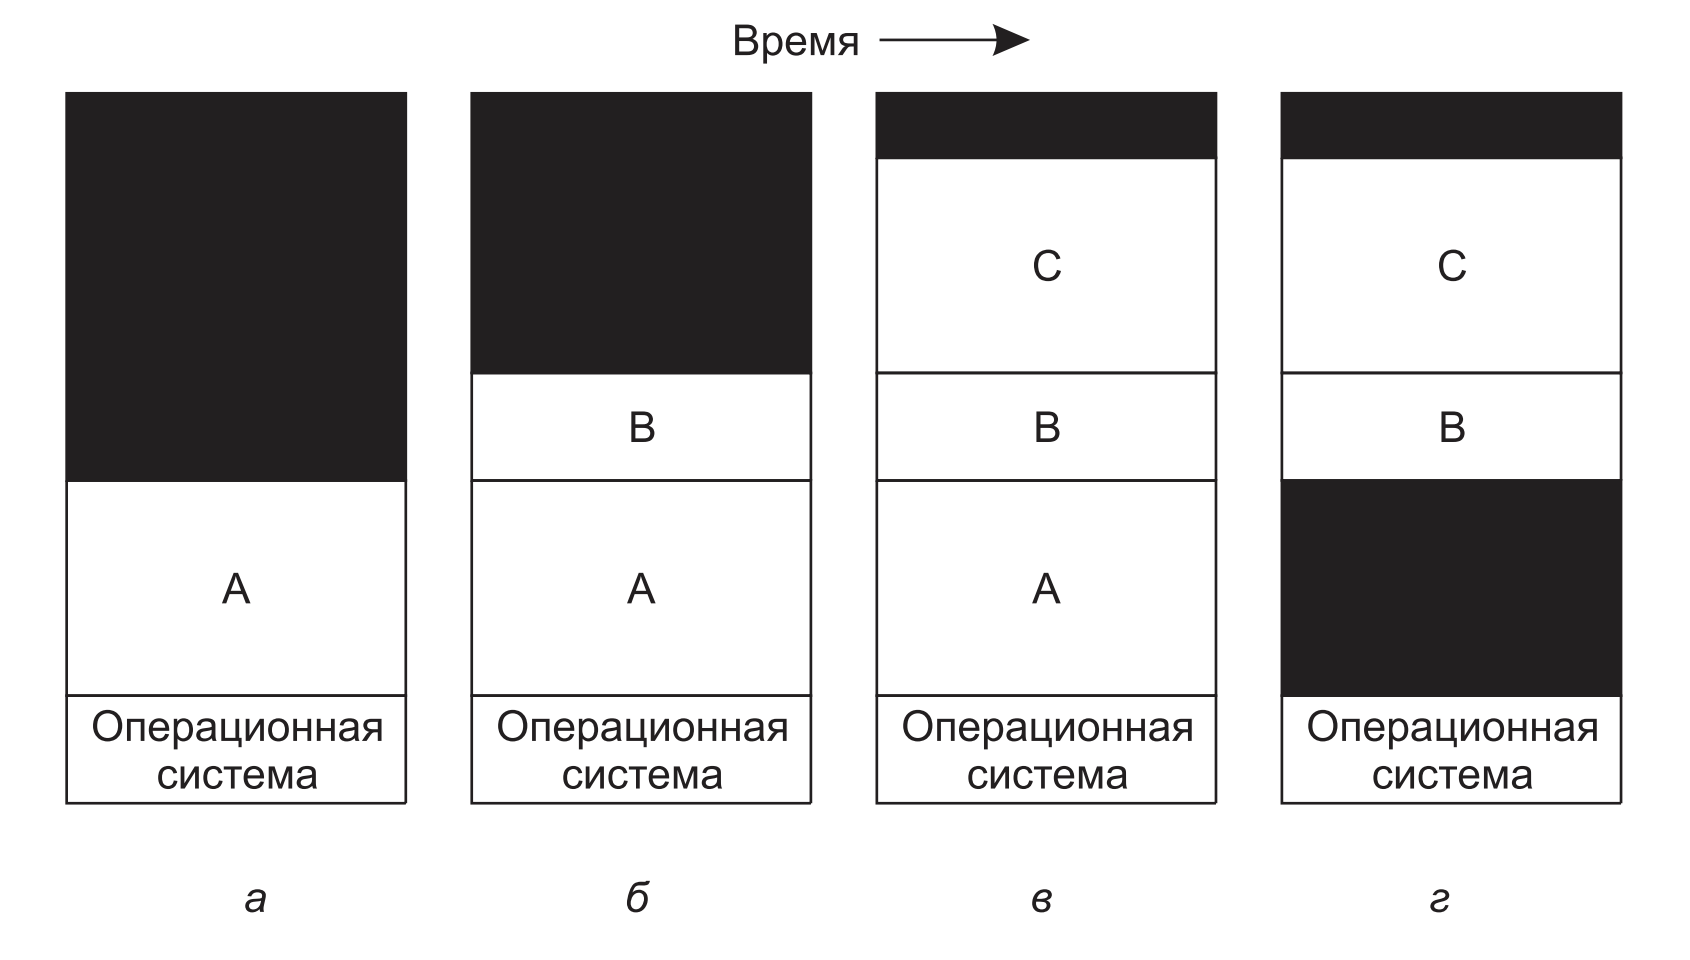 Время
C
C
B
B
B
A
A
A
Операционная
система
Операционная
система
Операционная
система
Операционная
система
а
б
в
г